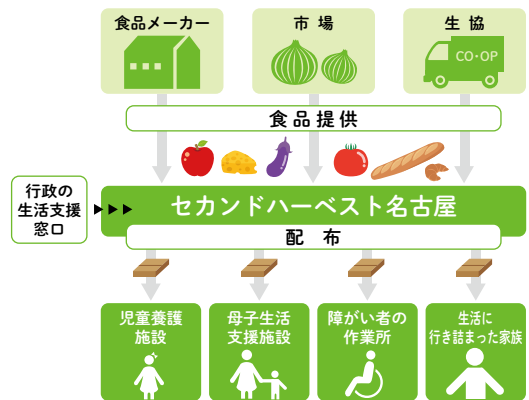 食品メーカー
市場
生協
CO・OP
食品提供
行政の
生活支援
窓口
セカンドハーベスト名古屋
配布
児童養護
施設
母子生活
支援施設
障がい者の
作業所
生活に
行き詰まった家族